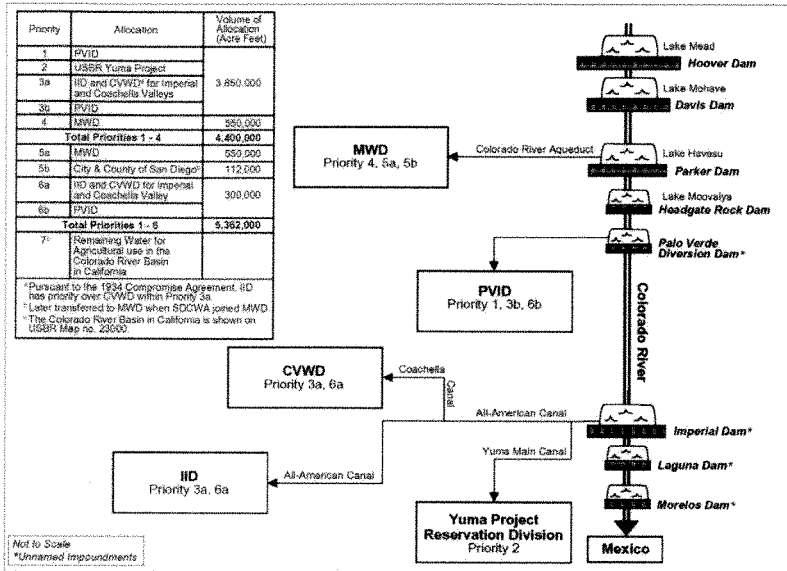 Priority Allocation Volume of Allocation (Acre Feet)
1 PVID
2 USBR Yuma Project
3a IID and CVWD for Imperial
and Coachella Valleys
3,850,000
3b PVID
4 MWD 550,000
Total Priorities 1 - 4 4,400,000
5a MWD 550,000
5b City & County of San Diego 112,000
6a IID and CVWD for Imperial
and Coachella Valley
300,000
6b PVID
Total Priorities 1 - 6 5,362,000
7 Remaining Water for
Agricultural use in the
Colorado River Basin
in California
Pursuant to the 1934 Compromise Agreement, IID
has priority over CVWD within Priority 3a.
Later transferred to MWD when SDCWA joined MWD
The Colorado River Basin in California is shown on
USBR Map no. 23000.
Lake Mead
Hoover Dam
Lake Mohave
Davis Dam
MWD
Priority 4, 5a, 5b
Colorado River Aqueduct
Lake Havasu
Parker Dam
Lake Moovalya
Headgate Rock Dam
Palo Verde
Diversion Dam*
PVID
Priority 1, 3b, 6b
Colorado River
CVWD
Priority 3a, 6a
Coachella
Canal
All-American Canal
Imperial Dam*
Yuma Main Canal
Laguna Dam*
IID
Priority 3a, 6a
All-American Canal
Morelos Dam*
Yuma Project
Reservation Division
Priority 2
Mexico
Not to Scale
*Unnamed Impoundments